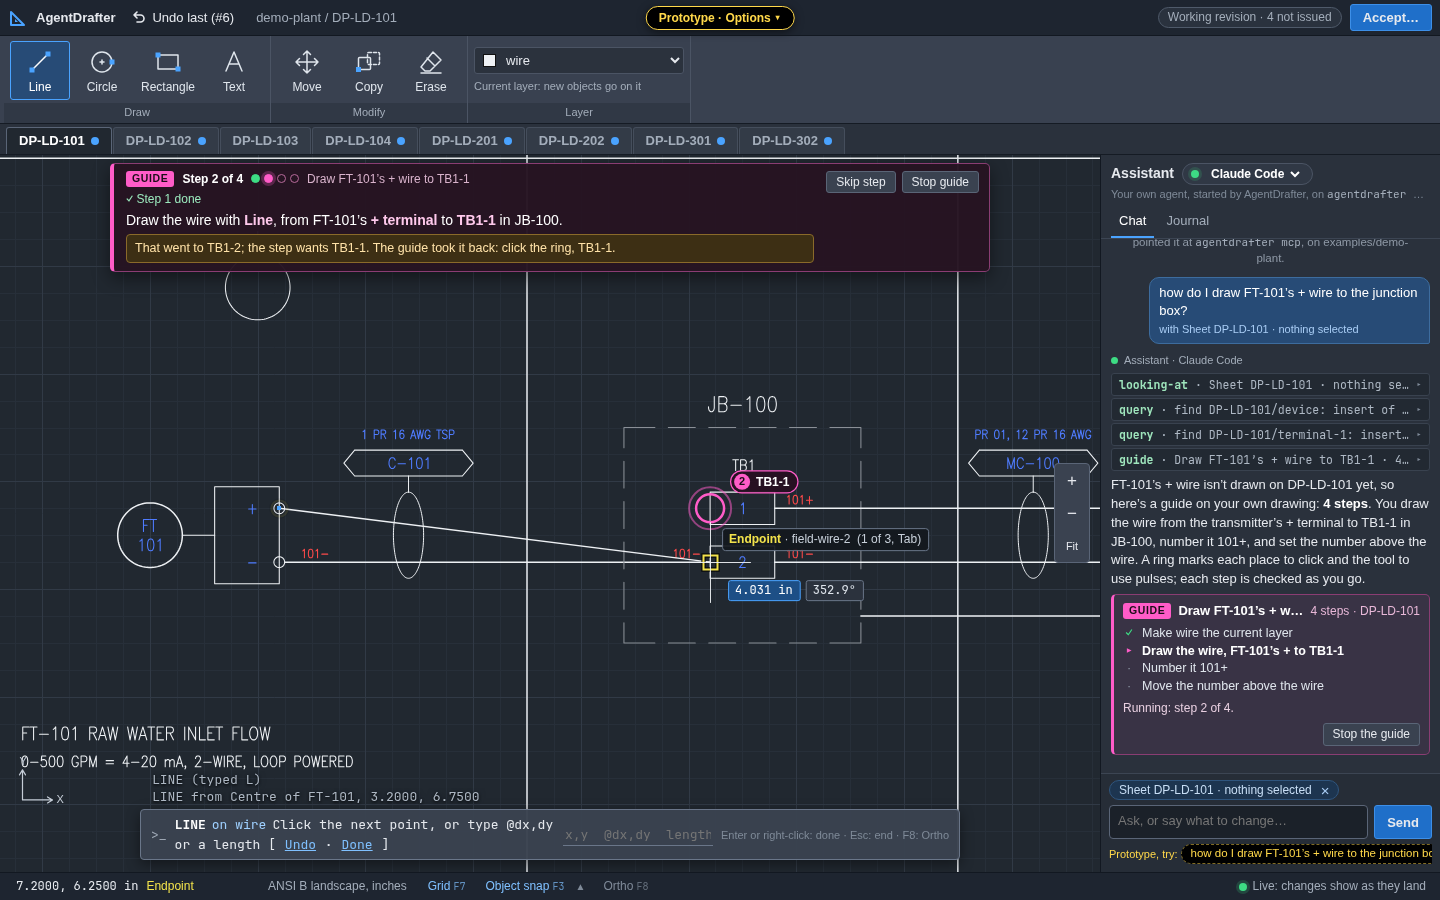 AgentDrafter
Undo last (#6)
demo-plant / DP-LD-101
Prototype · Options ▾
Working revision · 4 not issued
Accept…
Line
Circle
Rectangle
Text
Move
Copy
Erase
wire
Current layer: new objects go on it
Draw
Modify
Layer
DP-LD-101
DP-LD-102
DP-LD-103
DP-LD-104
DP-LD-201
DP-LD-202
DP-LD-301
DP-LD-302
GUIDE Step 2 of 4 Draw FT-101's + wire to TB1-1
Skip step
Stop guide
✓ Step 1 done
Draw the wire with Line, from FT-101's + terminal to TB1-1 in JB-100.
That went to TB1-2; the step wants TB1-1. The guide took it back: click the ring, TB1-1.
JB-100
1 PR 16 AWG TSP
PR 01, 12 PR 16 AWG
C-101
TB1
MC-100
2 TB1-1
FT
101
+
1
101+
−
101−
101−
2
101−
Endpoint · field-wire-2 (1 of 3, Tab)
4.031 in
352.9°
+
−
Fit
FT-101 RAW WATER INLET FLOW
0-500 GPM = 4-20 mA, 2-WIRE, LOOP POWERED
Y
X
LINE (typed L)
LINE from Centre of FT-101, 3.2000, 6.7500
>_ LINE on wire Click the next point, or type @dx,dy
or a length [ Undo · Done ]
x,y @dx,dy length
Enter or right-click: done · Esc: end · F8: Ortho
Assistant
Claude Code
Your own agent, started by AgentDrafter, on agentdrafter …
Chat
Journal
pointed it at agentdrafter mcp, on examples/demo-
plant.
how do I draw FT-101's + wire to the junction
box?
with Sheet DP-LD-101 · nothing selected
Assistant · Claude Code
looking-at · Sheet DP-LD-101 · nothing se…
query · find DP-LD-101/device: insert of …
query · find DP-LD-101/terminal-1: insert…
guide · Draw FT-101's + wire to TB1-1 · 4…
FT-101's + wire isn't drawn on DP-LD-101 yet, so
here's a guide on your own drawing: 4 steps. You draw
the wire from the transmitter's + terminal to TB1-1 in
JB-100, number it 101+, and set the number above the
wire. A ring marks each place to click and the tool to
use pulses; each step is checked as you go.
GUIDE Draw FT-101's + w… 4 steps · DP-LD-101
✓ Make wire the current layer
▸ Draw the wire, FT-101's + to TB1-1
· Number it 101+
· Move the number above the wire
Running: step 2 of 4.
Stop the guide
Sheet DP-LD-101 · nothing selected ×
Ask, or say what to change…
Send
Prototype, try: how do I draw FT-101's + wire to the junction bo
7.2000, 6.2500 in Endpoint
ANSI B landscape, inches
Grid F7
Object snap F3 ▴
Ortho F8
Live: changes show as they land